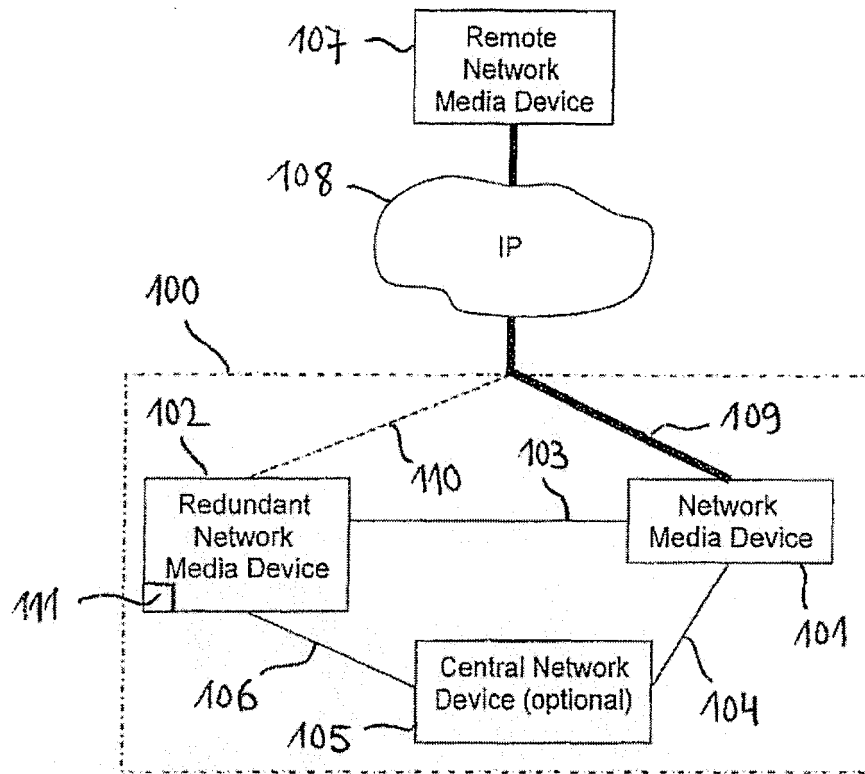 107
Remote
Network
Media Device
108
IP
100
102
109
103
110
Redundant
Network
Media Device
Network
Media Device
111
101
106
Central Network
Device (optional)
104
105